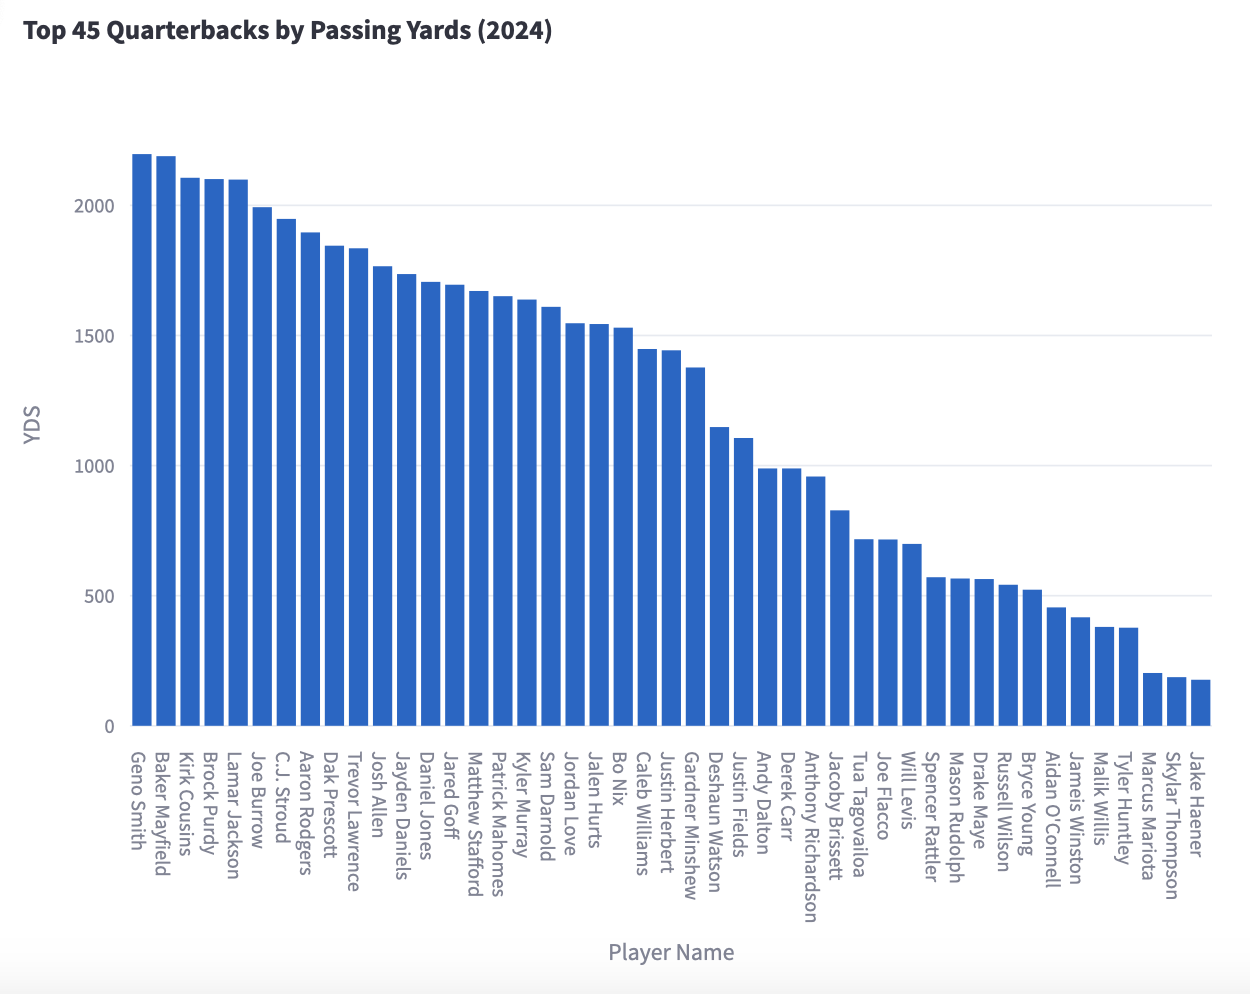 Top 45 Quarterbacks by Passing Yards (2024)
2000
1500
1000
500
0
YDS
Geno Smith
Baker Mayfield
Kirk Cousins
Brock Purdy
Lamar Jackson
Joe Burrow
C.J. Stroud
Aaron Rodgers
Dak Prescott
Trevor Lawrence
Josh Allen
Jayden Daniels
Daniel Jones
Jared Goff
Matthew Stafford
Patrick Mahomes
Kyler Murray
Sam Darnold
Jordan Love
Jalen Hurts
Bo Nix
Caleb Williams
Justin Herbert
Gardner Minshew
Deshaun Watson
Justin Fields
Andy Dalton
Derek Carr
Anthony Richardson
Jacoby Brissett
Tua Tagovailoa
Joe Flacco
Will Levis
Spencer Rattler
Mason Rudolph
Drake Maye
Russell Wilson
Bryce Young
Aidan O'Connell
Jameis Winston
Malik Willis
Tyler Huntley
Marcus Mariota
Skylar Thompson
Jake Haener
Player Name